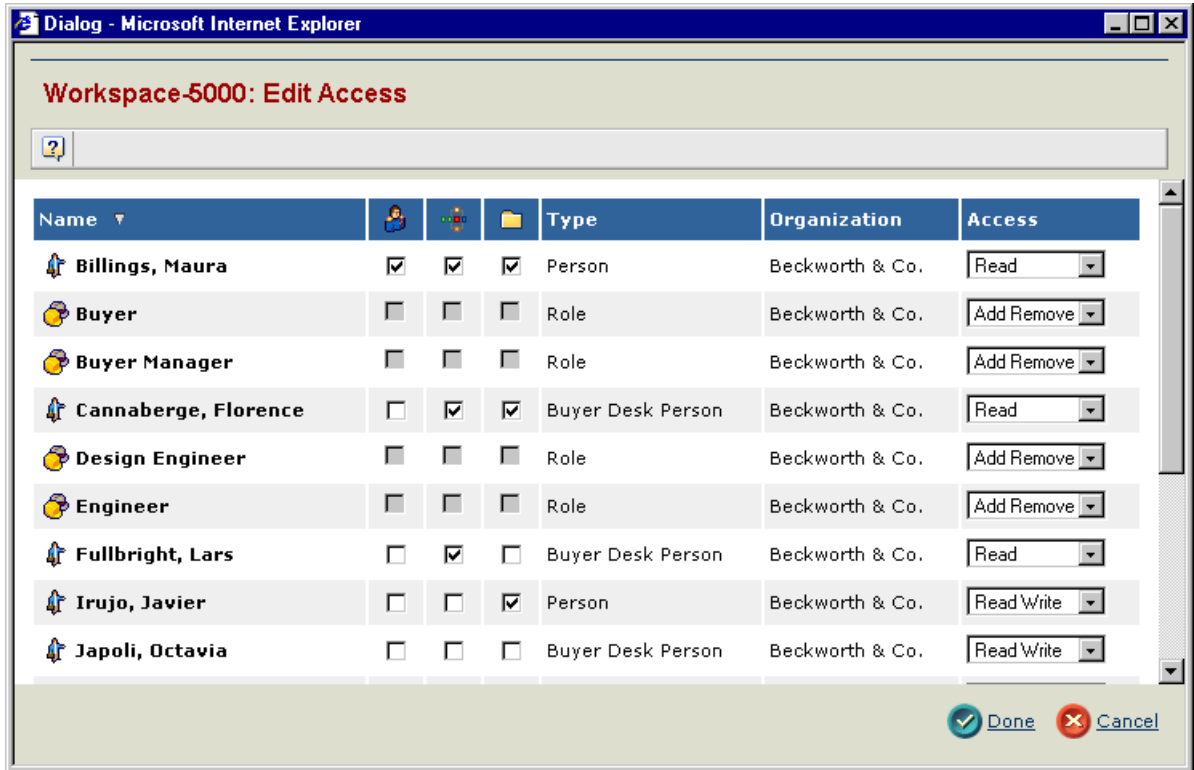 Dialog - Microsoft Internet Explorer
Workspace-5000: Edit Access
Name Type Organization Access
Billings, Maura Person Beckworth & Co. Read
Buyer Role Beckworth & Co. Add Remove
Buyer Manager Role Beckworth & Co. Add Remove
Cannaberge, Florence Buyer Desk Person Beckworth & Co. Read
Design Engineer Role Beckworth & Co. Add Remove
Engineer Role Beckworth & Co. Add Remove
Fullbright, Lars Buyer Desk Person Beckworth & Co. Read
Irujo, Javier Person Beckworth & Co. Read Write
Japoli, Octavia Buyer Desk Person Beckworth & Co. Read Write
Done Cancel